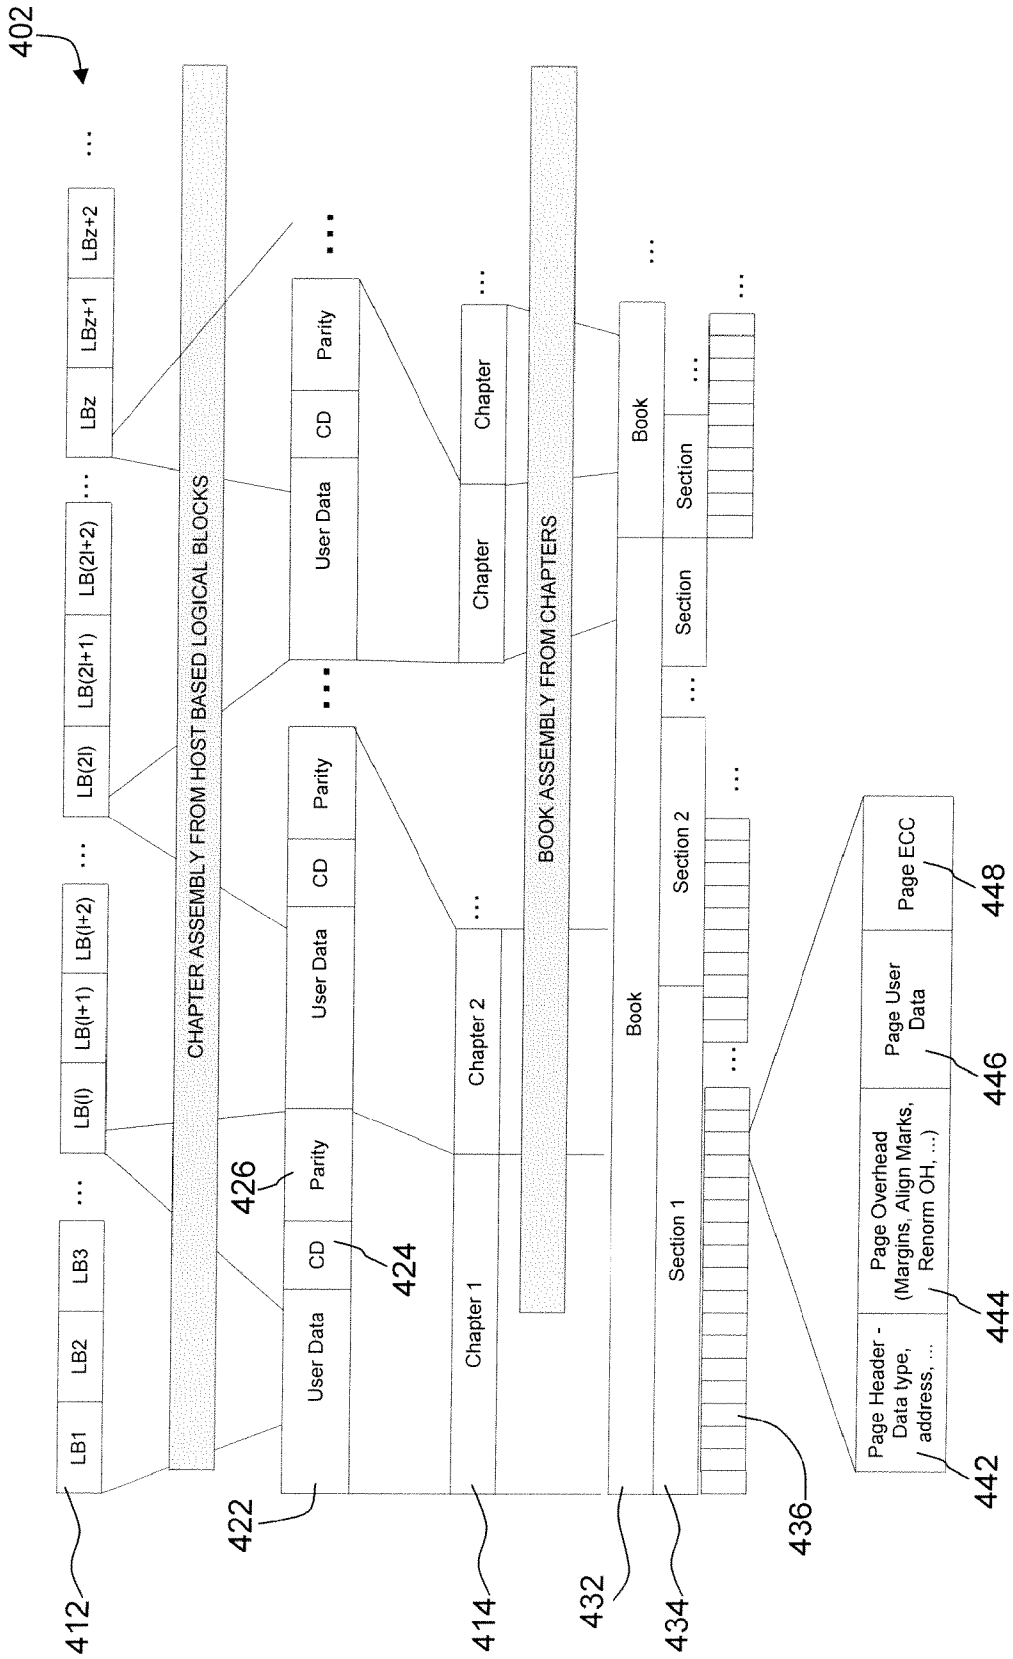 402
412
LB1
LB2
LB3
...
LB(l)
LB(l+1)
LB(l+2)
...
LB(2l)
LB(2l+1)
LB(2l+2)
...
LBz
LBz+1
LBz+2
...
CHAPTER ASSEMBLY FROM HOST BASED LOGICAL BLOCKS
422
User Data
CD
424
Parity
426
User Data
CD
Parity
...
User Data
CD
Parity
...
414
Chapter 1
Chapter 2
...
Chapter
Chapter
...
BOOK ASSEMBLY FROM CHAPTERS
432
Book
Book
...
434
Section 1
Section 2
...
Section
Section
...
436
...
...
...
442
Page Header -
Data type,
address, ...
444
Page Overhead
(Margins, Align Marks,
Renorm OH, ...)
446
Page User
Data
448
Page ECC